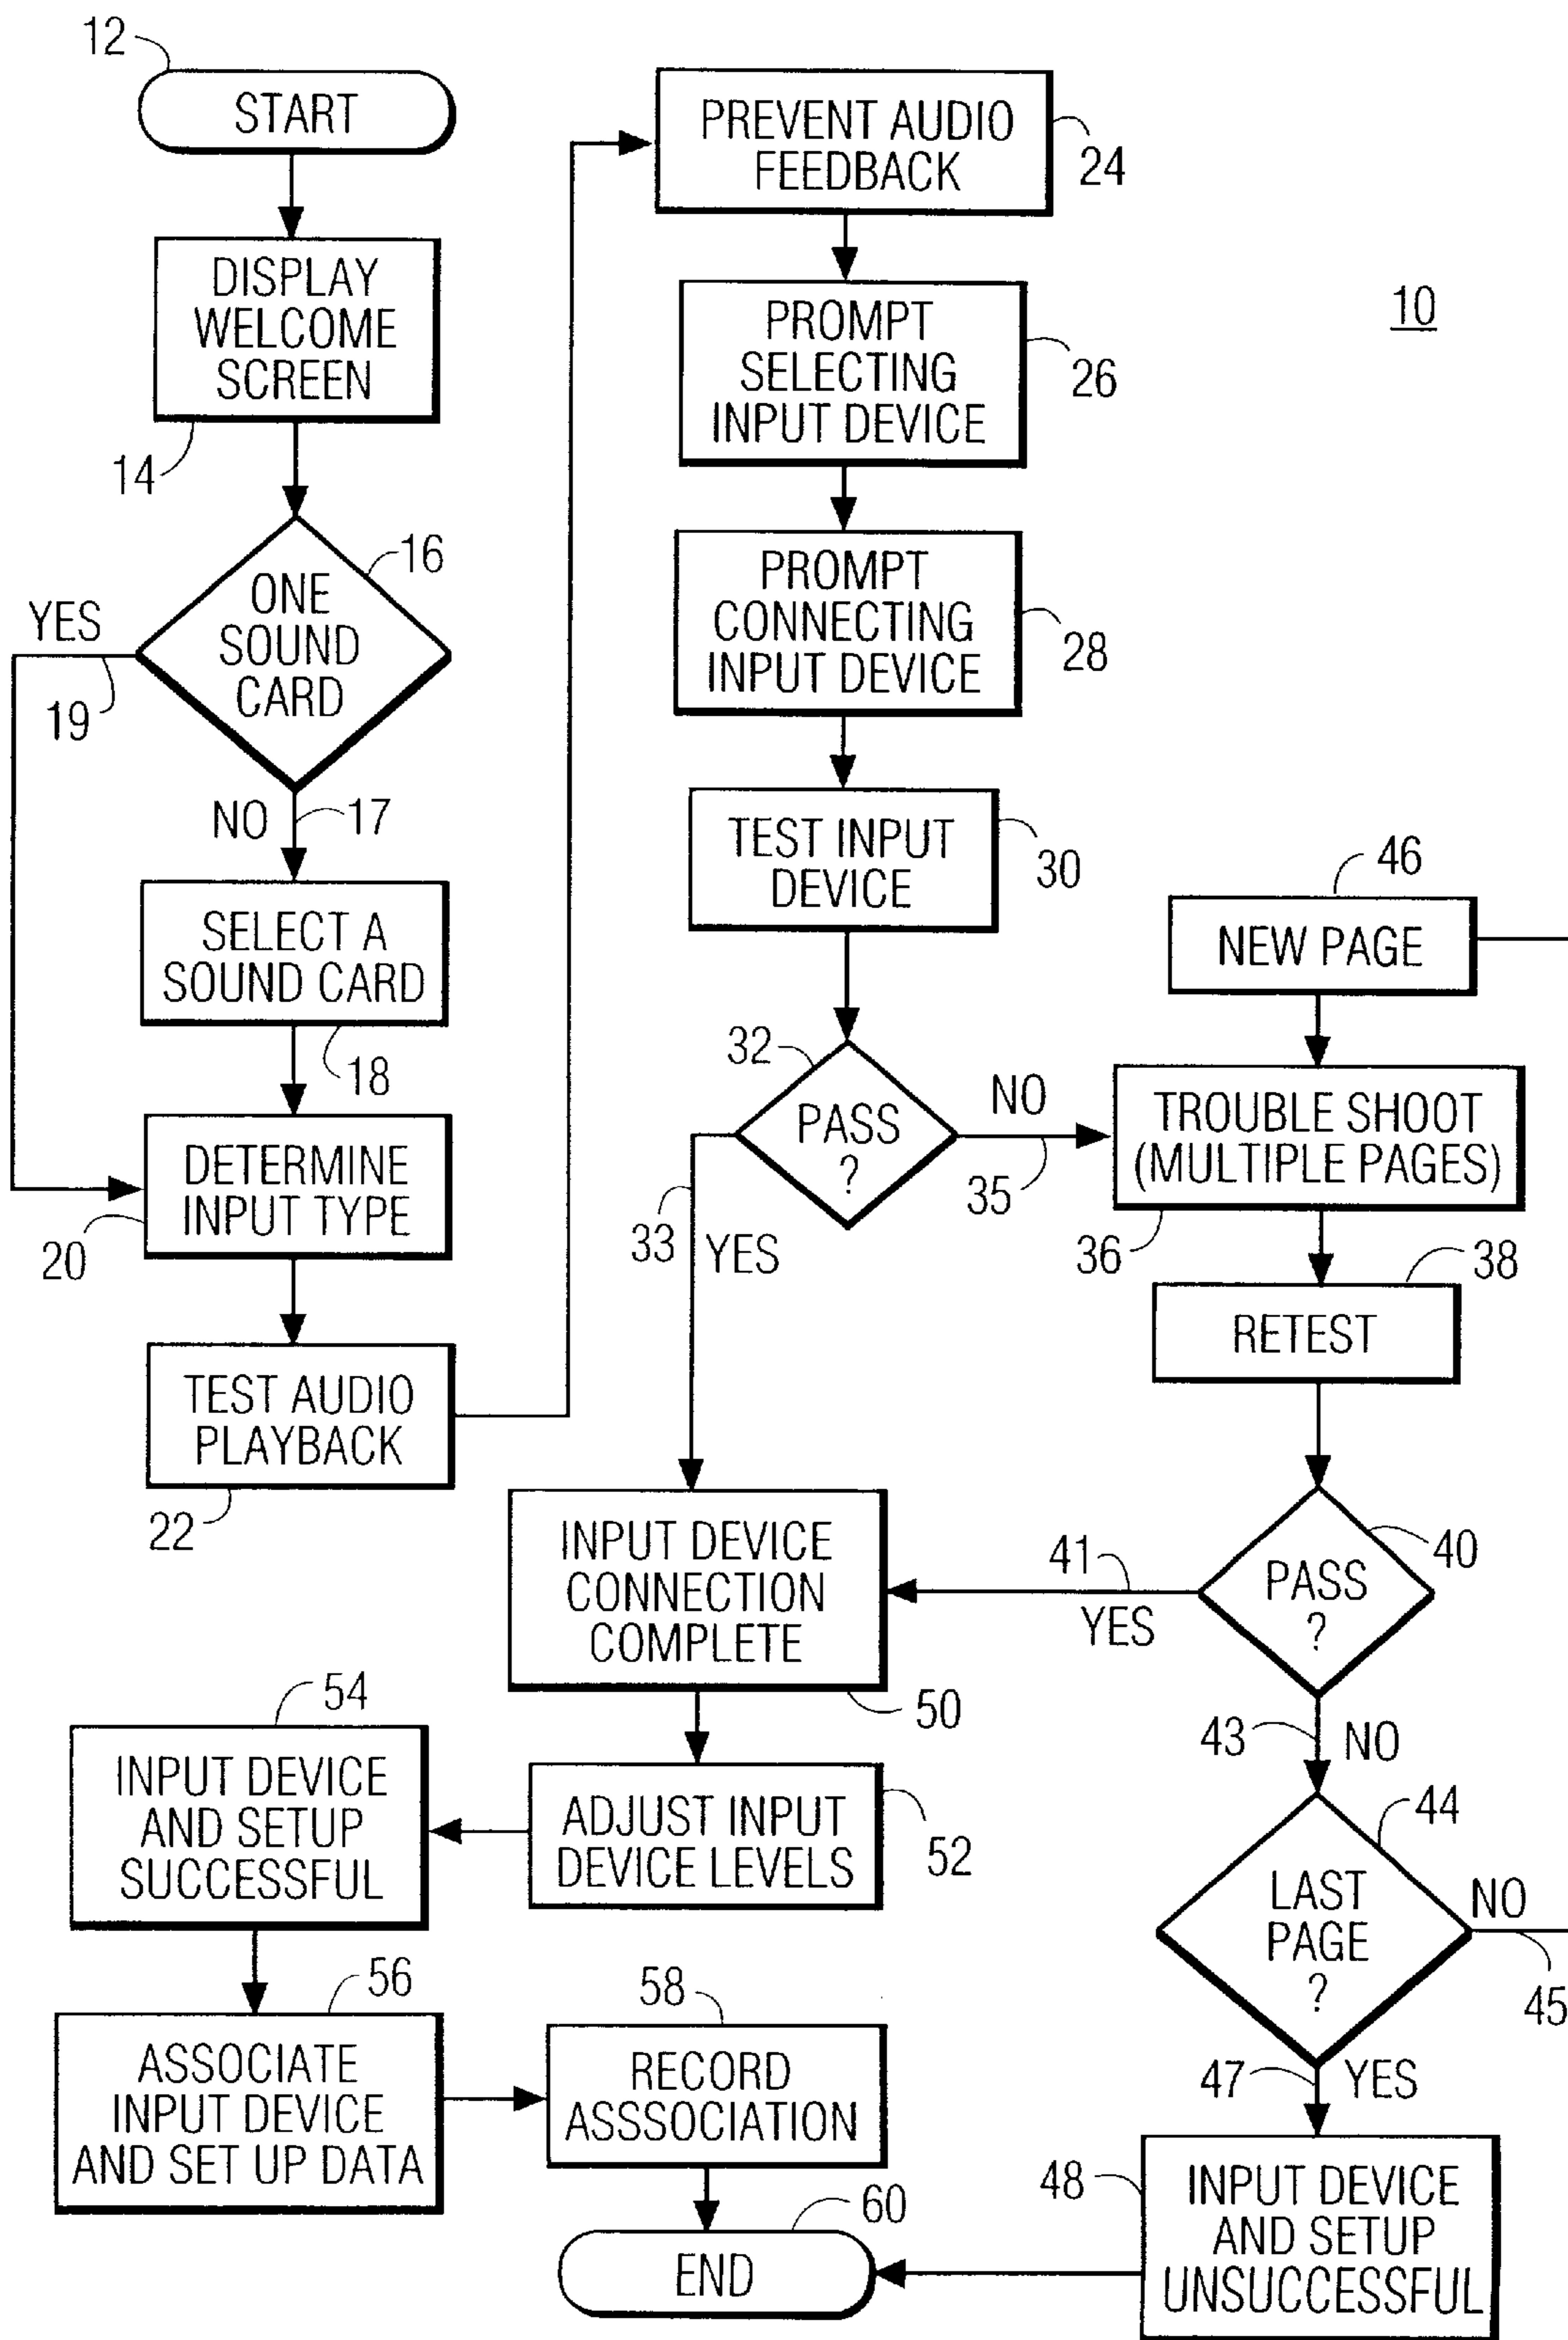 12
START
DISPLAY
WELCOME
SCREEN
14
16
ONE
SOUND
CARD
YES
19
NO
17
SELECT A
SOUND CARD
18
DETERMINE
INPUT TYPE
20
TEST AUDIO
PLAYBACK
22
PREVENT AUDIO
FEEDBACK
24
10
PROMPT
SELECTING
INPUT DEVICE
26
PROMPT
CONNECTING
INPUT DEVICE
28
TEST INPUT
DEVICE
30
32
PASS
?
NO
35
33
YES
46
NEW PAGE
TROUBLE SHOOT
(MULTIPLE PAGES)
36
38
RETEST
40
PASS
?
41
YES
43
NO
44
LAST
PAGE
?
NO
45
47
YES
48
INPUT DEVICE
AND SETUP
UNSUCCESSFUL
INPUT DEVICE
CONNECTION
COMPLETE
50
ADJUST INPUT
DEVICE LEVELS
52
54
INPUT DEVICE
AND SETUP
SUCCESSFUL
56
ASSOCIATE
INPUT DEVICE
AND SET UP DATA
58
RECORD
ASSSOCIATION
60
END